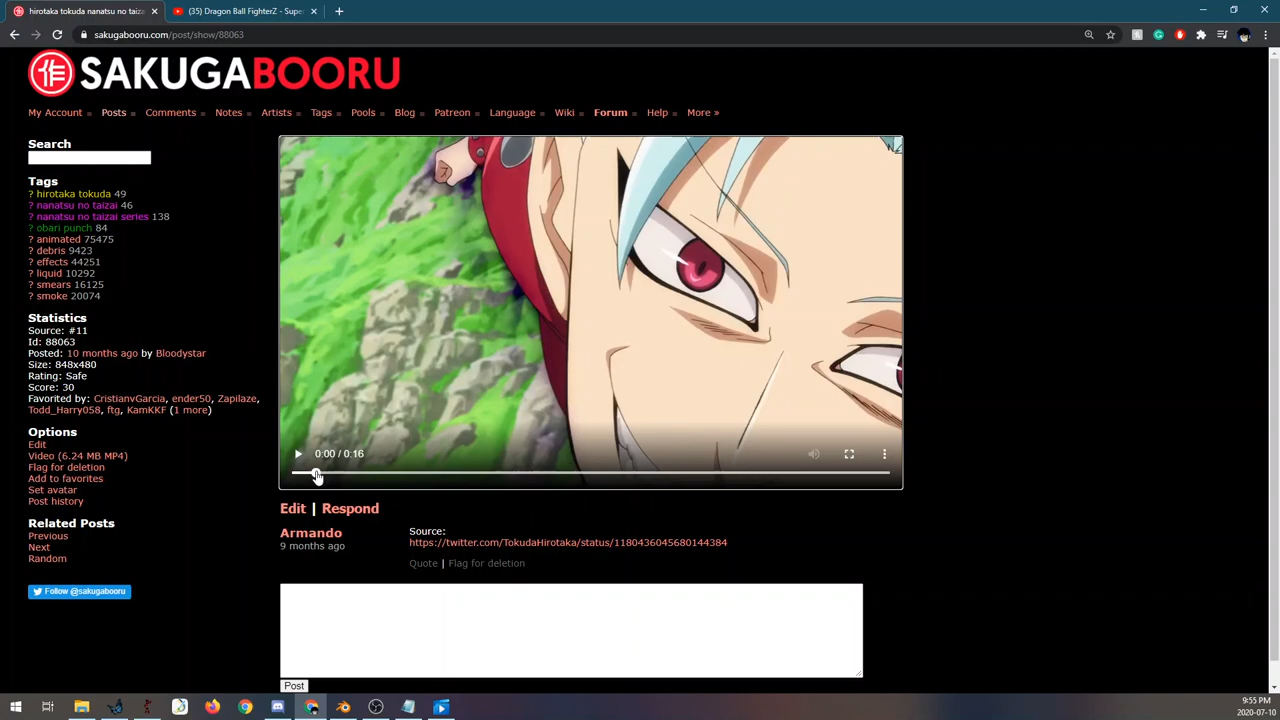 hirotaka tokuda nanatsu no taiza
(35) Dragon Ball FighterZ - Supe
sakugabooru.com/post/show/88063
SAKUGABOORU
My Account
Posts
Comments
Notes
Artists
Tags
Pools
Blog
Patreon
Language
Wiki
Forum
Help
More »
Search
Tags
? hirotaka tokuda 49
? nanatsu no taizai 46
? nanatsu no taizai series 138
? obari punch 84
? animated 75475
? debris 9423
? effects 44251
? liquid 10292
? smears 16125
? smoke 20074
Statistics
Source: #11
Id: 88063
Posted: 10 months ago by Bloodystar
Size: 848x480
Rating: Safe
Score: 30
Favorited by: CristianvGarcia, ender50, Zapilaze,
Todd_Harry058, ftg, KamKKF (1 more)
Options
Edit
Video (6.24 MB MP4)
Flag for deletion
Add to favorites
Set avatar
Post history
Related Posts
Previous
Next
Random
Follow @sakugabooru
0:00 / 0:16
Edit | Respond
Armando
9 months ago
Source:
https://twitter.com/TokudaHirotaka/status/1180436045680144384
Quote | Flag for deletion
Post
9:55 PM
2020-07-10